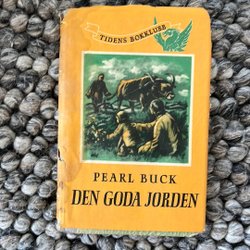 TIDENS BOKKLUBB
PEARL BUCK
DEN GODA JORDEN